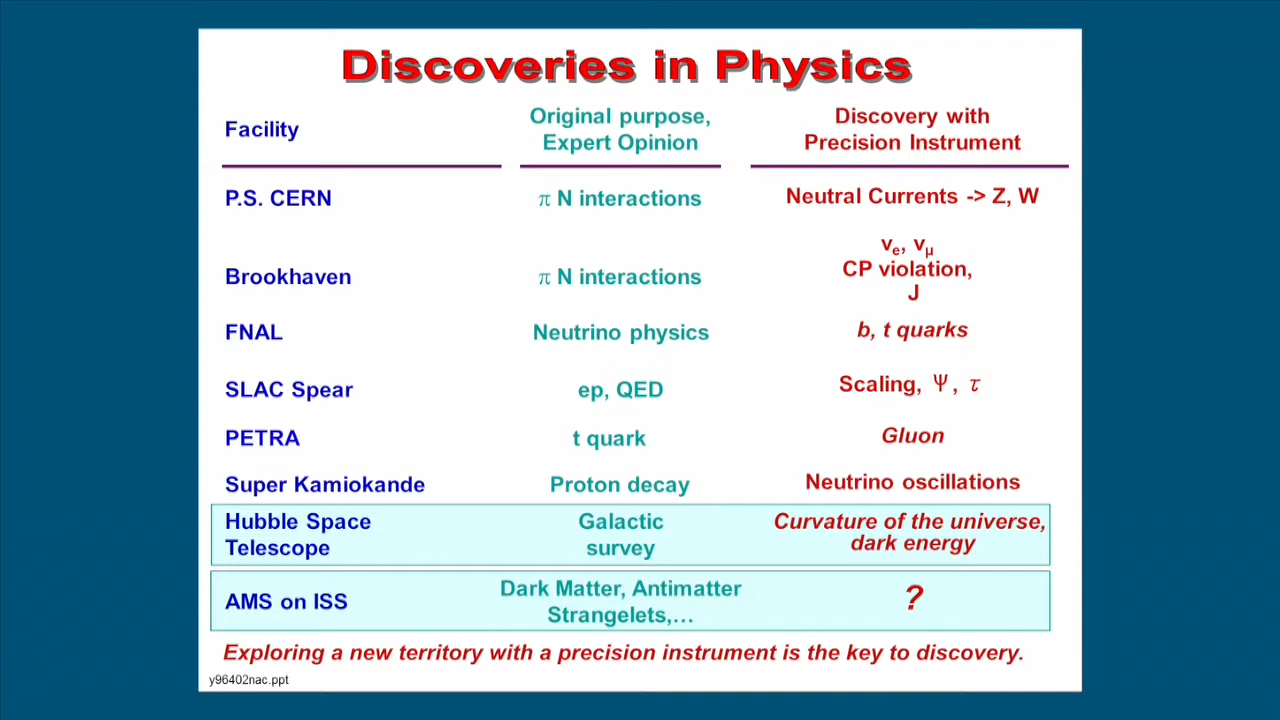 Discoveries in Physics
Facility
Original purpose,
Expert Opinion
Discovery with
Precision Instrument
P.S. CERN
π N interactions
Neutral Currents -> Z, W
Brookhaven
π N interactions
νe, νμ
CP violation,
J
FNAL
Neutrino physics
b, t quarks
SLAC Spear
ep, QED
Scaling, Ψ, τ
PETRA
t quark
Gluon
Super Kamiokande
Proton decay
Neutrino oscillations
Hubble Space
Telescope
Galactic
survey
Curvature of the universe,
dark energy
AMS on ISS
Dark Matter, Antimatter
Strangelets,…
?
Exploring a new territory with a precision instrument is the key to discovery.
y96402nac.ppt